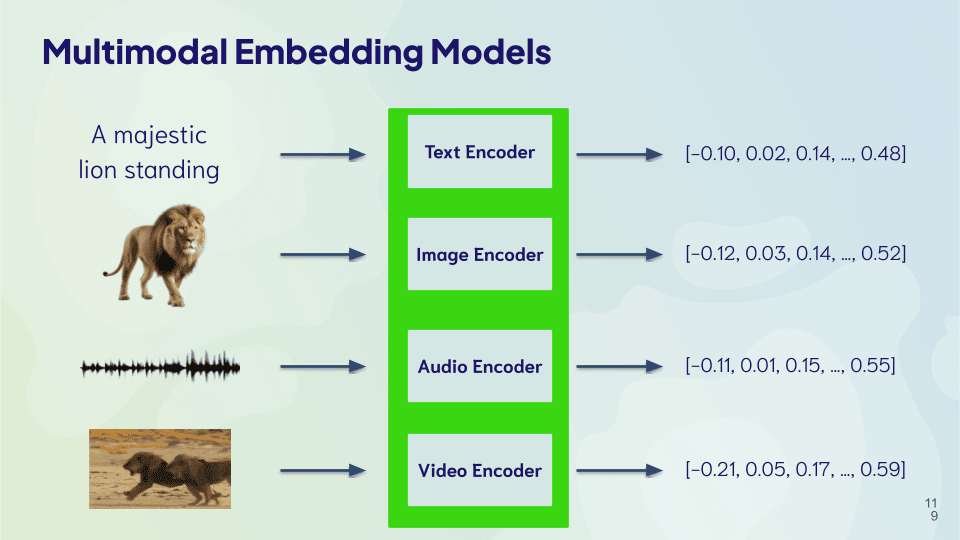 Multimodal Embedding Models
A majestic
lion standing
Text Encoder
[-0.10, 0.02, 0.14, ..., 0.48]
Image Encoder
[-0.12, 0.03, 0.14, ..., 0.52]
Audio Encoder
[-0.11, 0.01, 0.15, ..., 0.55]
Video Encoder
[-0.21, 0.05, 0.17, ..., 0.59]
11
9